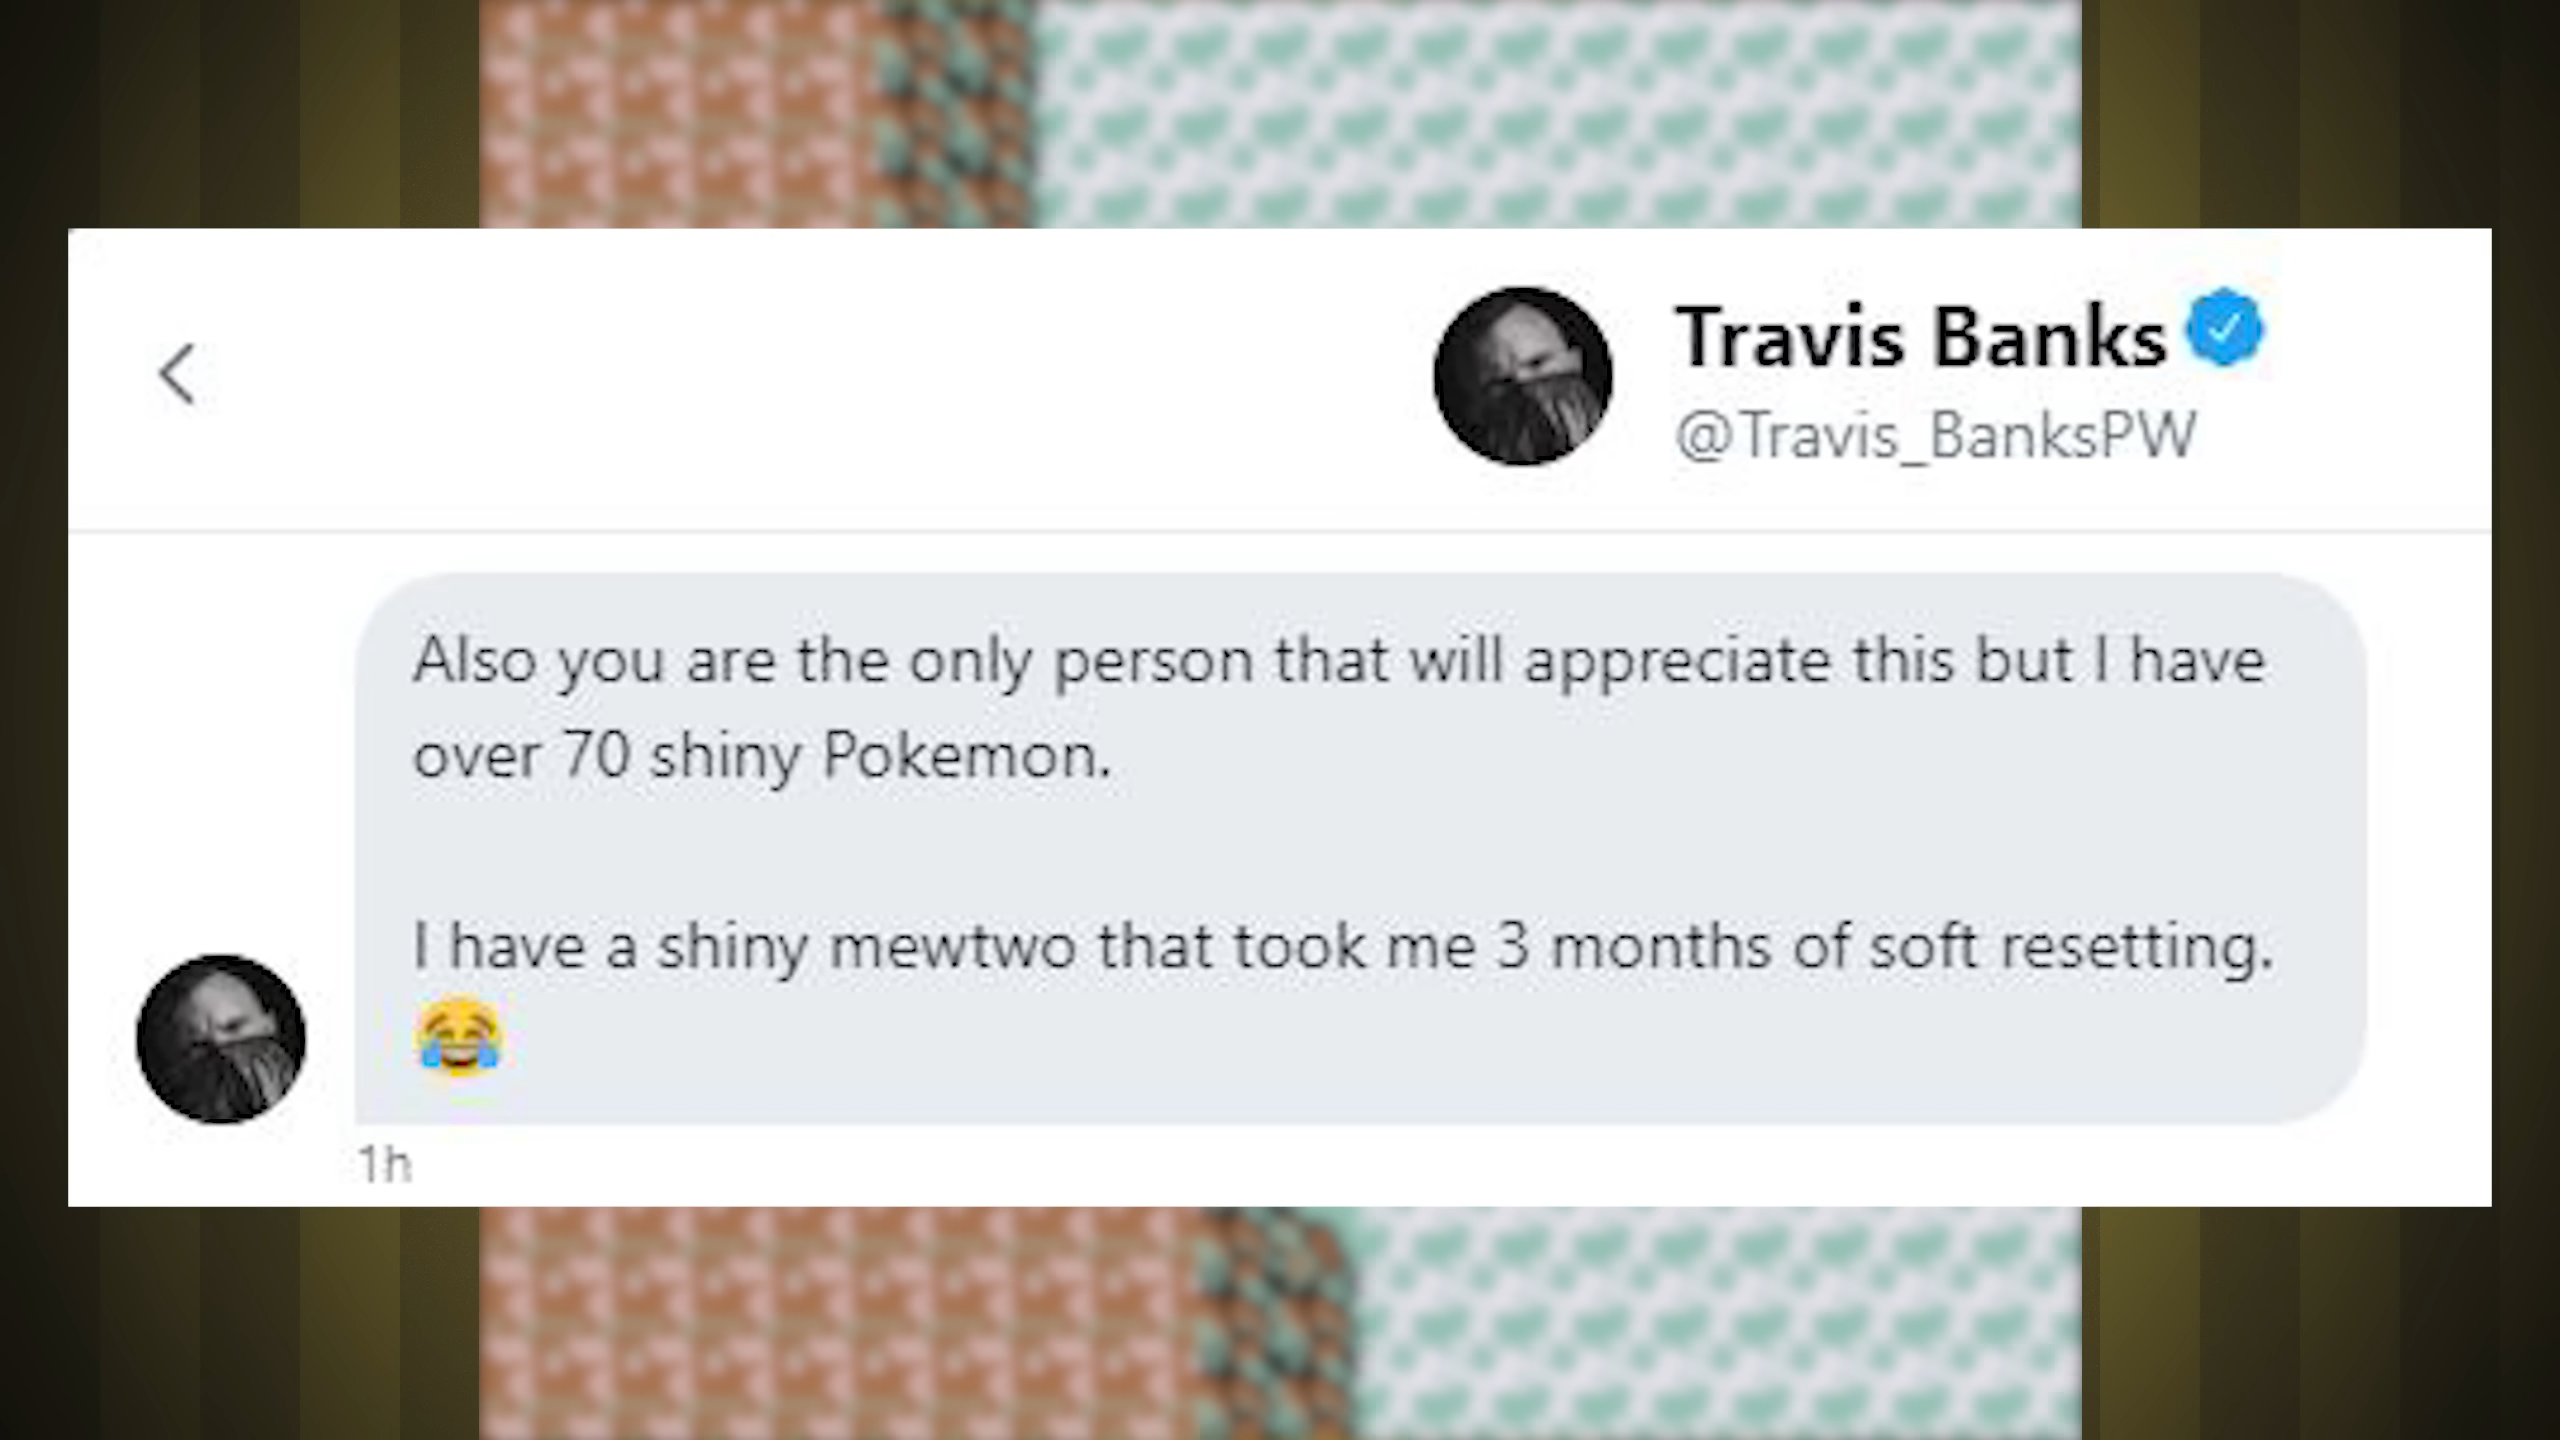 Travis Banks
@Travis_BanksPW
Also you are the only person that will appreciate this but I have
over 70 shiny Pokemon.
I have a shiny mewtwo that took me 3 months of soft resetting.
😂
1h